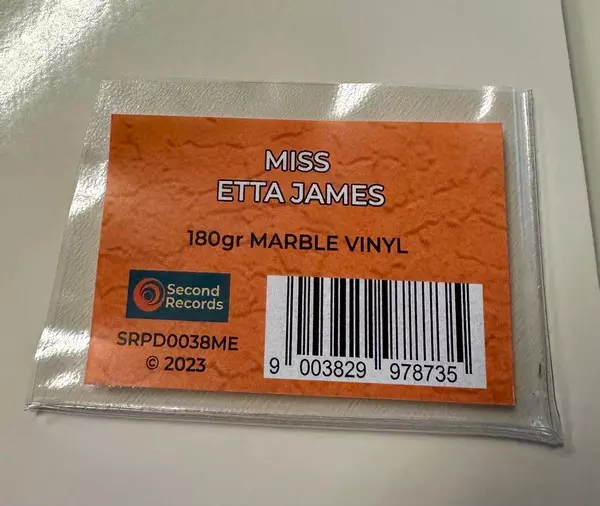 MISS
ETTA JAMES
180gr MARBLE VINYL
Second
Records
SRPD0038ME
© 2023
9 003829 978735